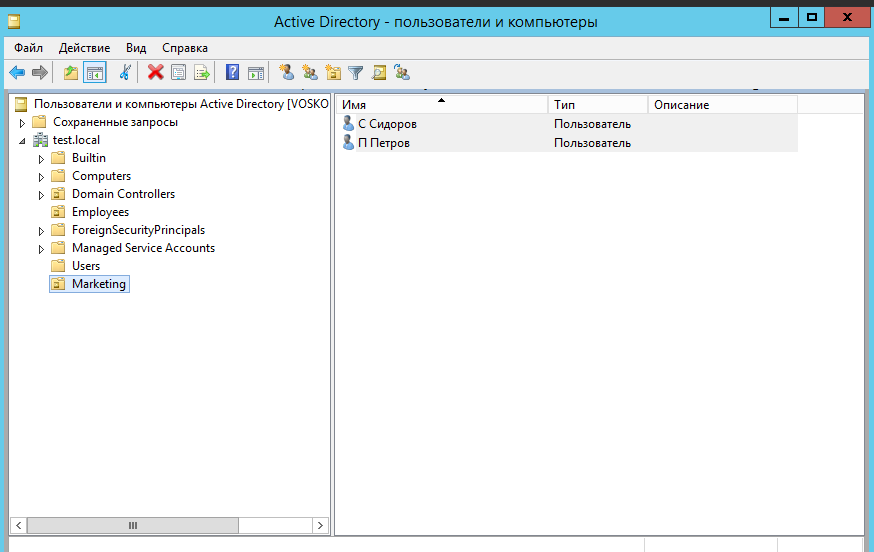 Active Directory - пользователи и компьютеры
Файл Действие Вид Справка
Пользователи и компьютеры Active Directory [VOSKO
Сохраненные запросы
test.local
Builtin
Computers
Domain Controllers
Employees
ForeignSecurityPrincipals
Managed Service Accounts
Users
Marketing
Имя Тип Описание
С Сидоров Пользователь
П Петров Пользователь